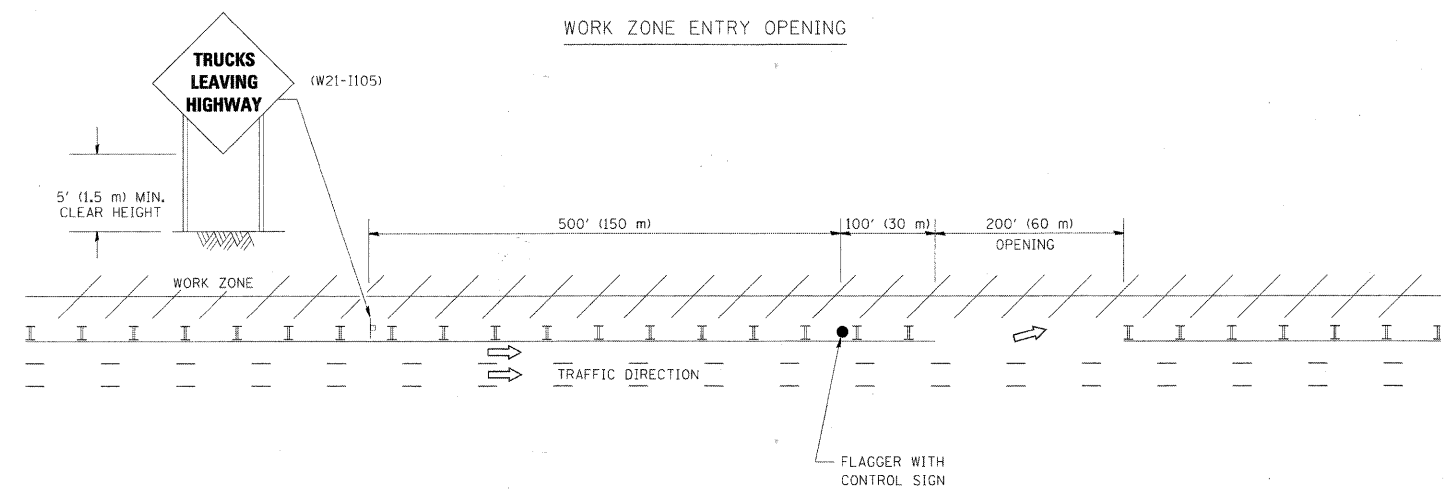 WORK ZONE ENTRY OPENING
TRUCKS
LEAVING
HIGHWAY
(W21-I105)
5' (1.5 m) MIN.
CLEAR HEIGHT
500' (150 m)
100' (30 m)
200' (60 m)
OPENING
WORK ZONE
TRAFFIC DIRECTION
FLAGGER WITH
CONTROL SIGN